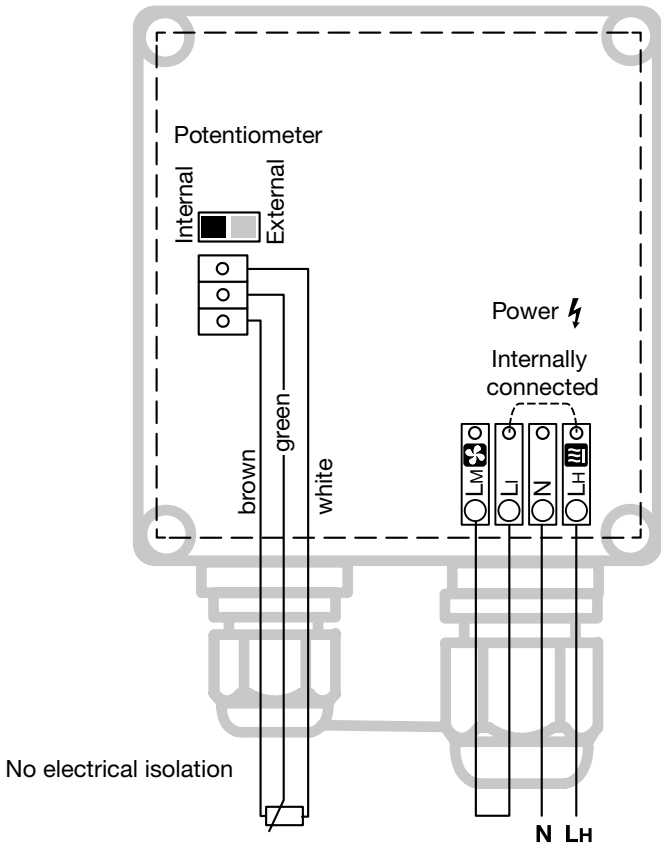 Potentiometer
Internal
External
Power
Internally
connected
brown
green
white
LM
LI
N
LH
No electrical isolation
N LH